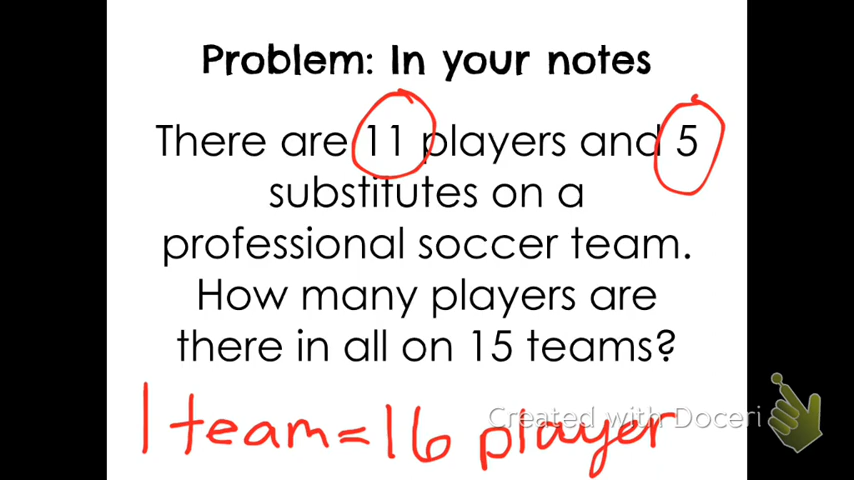 Problem: In your notes
There are 11 players and 5
substitutes on a
professional soccer team.
How many players are
there in all on 15 teams?
1 team=16 player
Created with Doceri